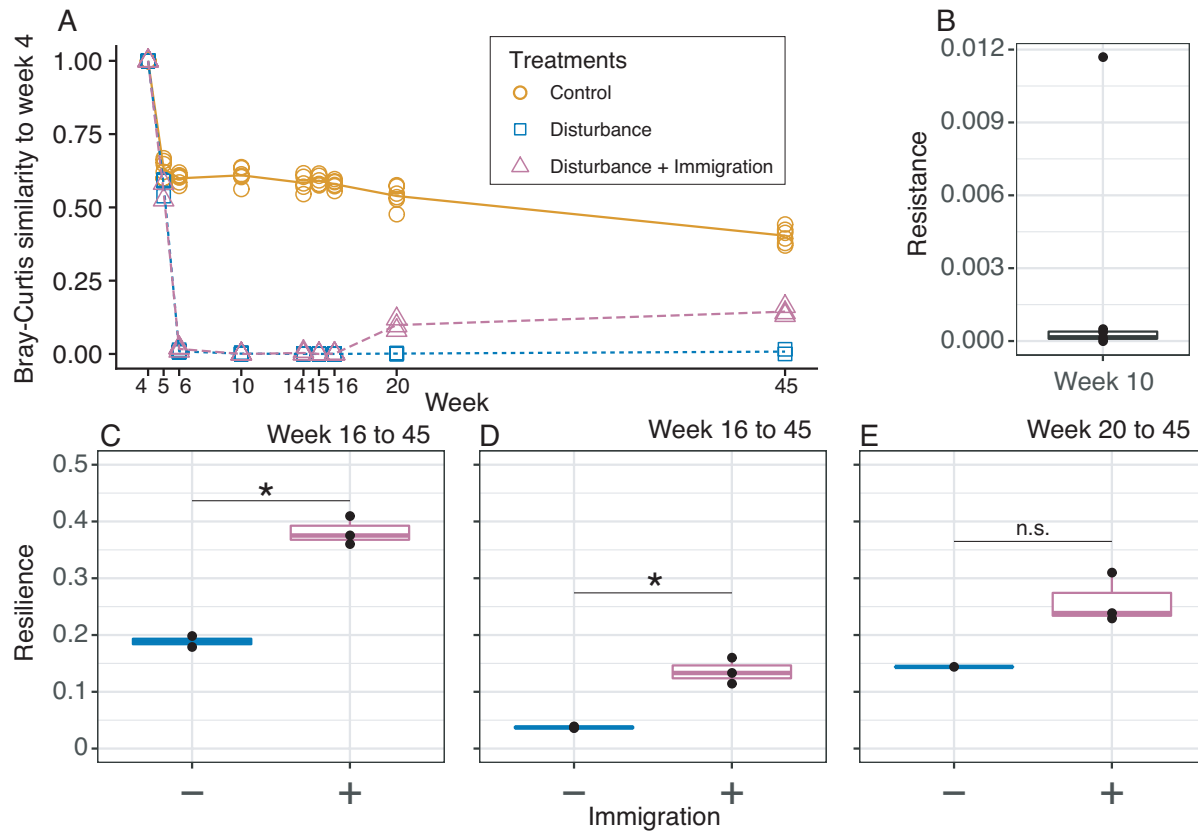 A
Bray-Curtis similarity to week 4
1.00
0.75
0.50
0.25
0.00
4
5
6
10
14
15
16
20
45
Week
Treatments
Control
Disturbance
Disturbance + Immigration
B
Resistance
0.012
0.009
0.006
0.003
0.000
Week 10
C
Week 16 to 45
Resilience
0.5
0.4
0.3
0.2
0.1
0
*
− +
D
Week 16 to 45
*
− +
Immigration
E
Week 20 to 45
n.s.
− +